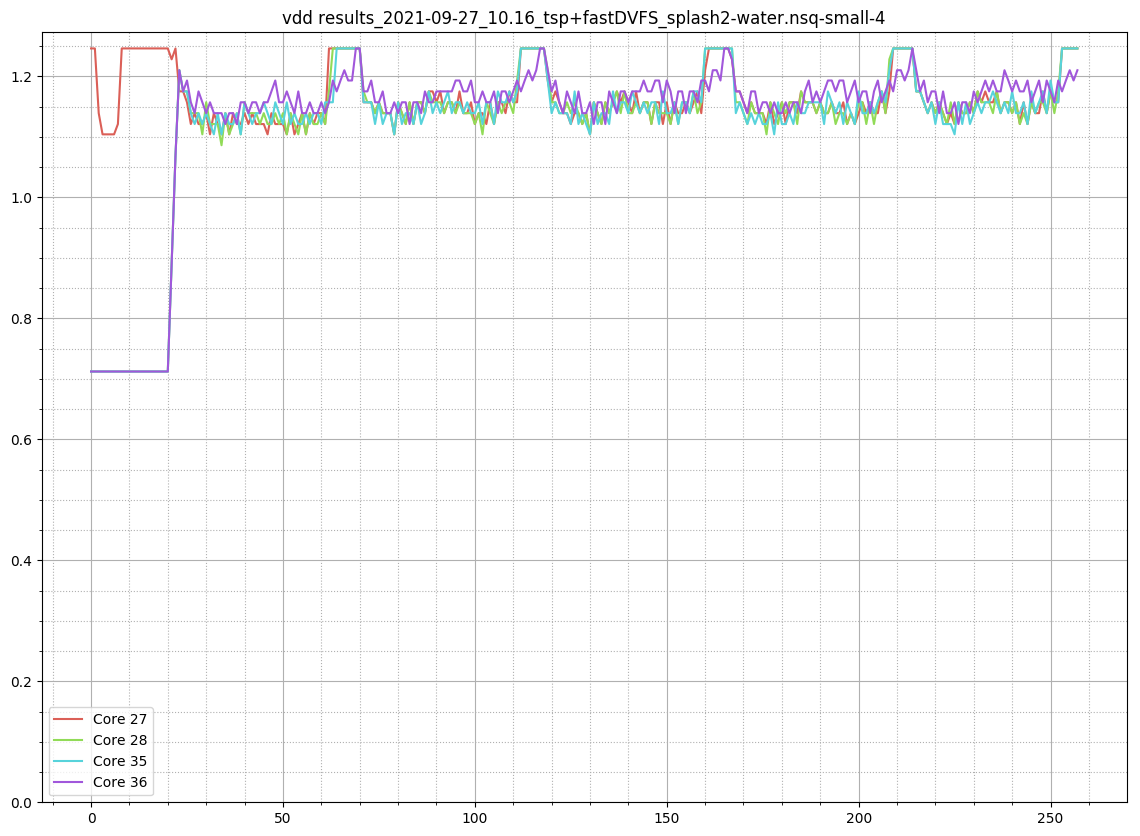 vdd results_2021-09-27_10.16_tsp+fastDVFS_splash2-water.nsq-small-4
1.2
1.0
0.8
0.6
0.4
0.2
0.0
Core 27
Core 28
Core 35
Core 36
0 50 100 150 200 250